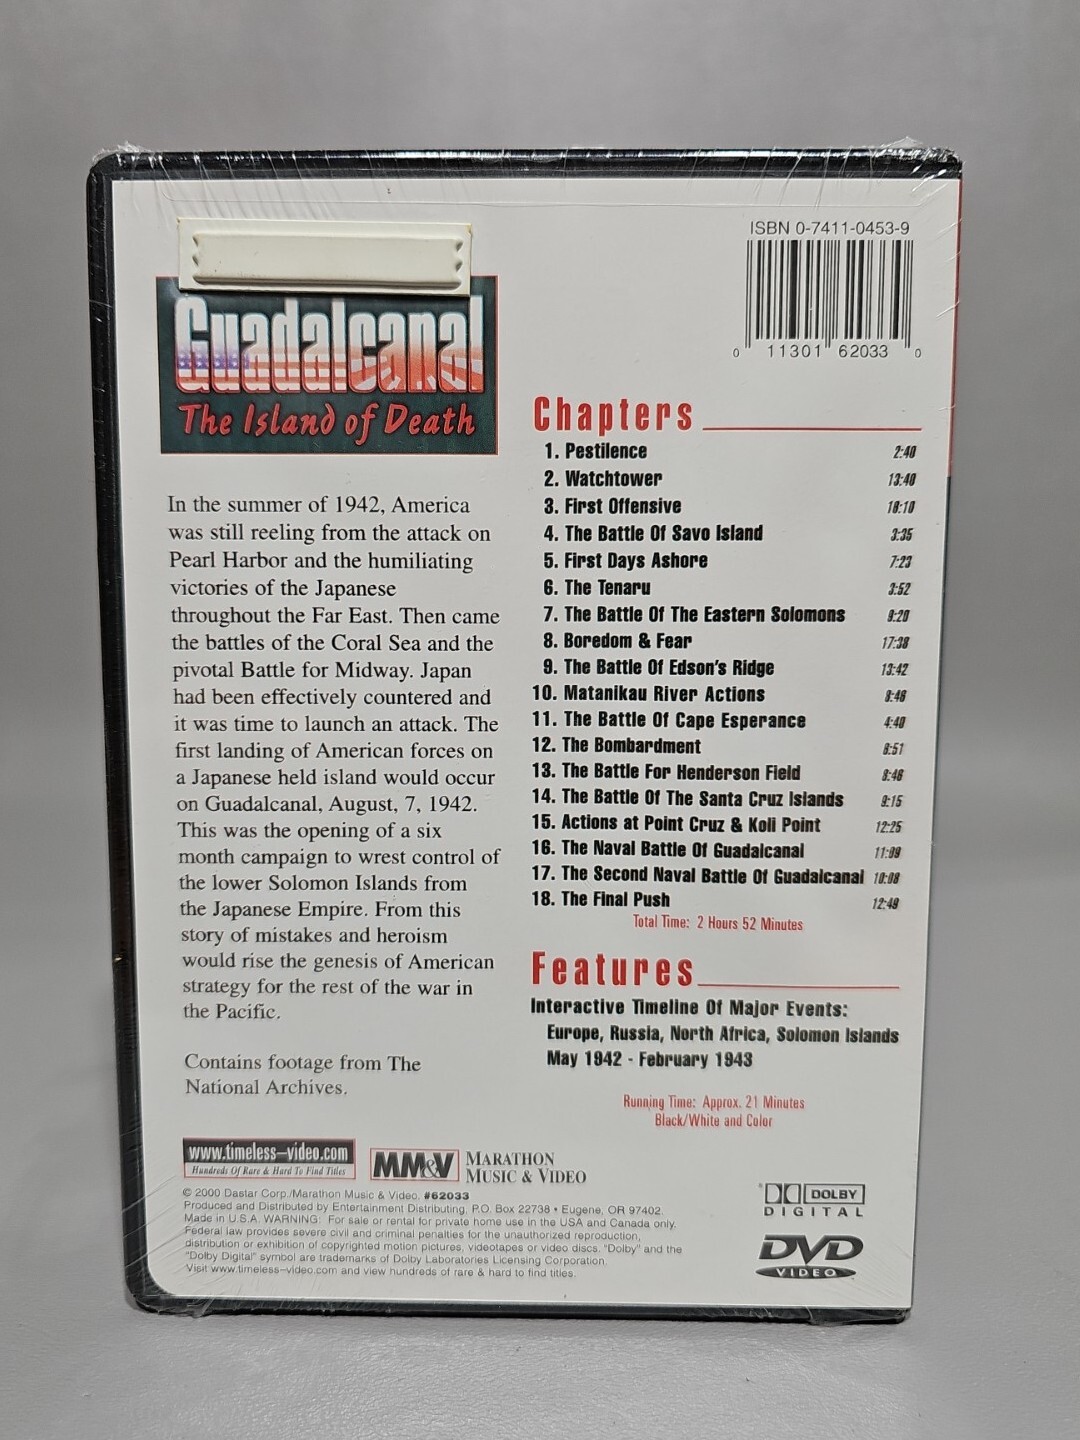 ISBN 0-7411-0453-9
0 11301 62033 0
Guadalcanal
The Island of Death
In the summer of 1942, America
was still reeling from the attack on
Pearl Harbor and the humiliating
victories of the Japanese
throughout the Far East. Then came
the battles of the Coral Sea and the
pivotal Battle for Midway. Japan
had been effectively countered and
it was time to launch an attack. The
first landing of American forces on
a Japanese held island would occur
on Guadalcanal, August, 7, 1942.
This was the opening of a six
month campaign to wrest control of
the lower Solomon Islands from
the Japanese Empire. From this
story of mistakes and heroism
would rise the genesis of American
strategy for the rest of the war in
the Pacific.
Contains footage from The
National Archives.
Chapters
1. Pestilence 2:40
2. Watchtower 13:40
3. First Offensive
4. The Battle Of Savo Island 3:35
5. First Days Ashore 7:23
6. The Tenaru 3:52
7. The Battle Of The Eastern Solomons 9:20
8. Boredom & Fear 17:38
9. The Battle Of Edson's Ridge 13:42
10. Matanikau River Actions
11. The Battle Of Cape Esperance 4:40
12. The Bombardment
13. The Battle For Henderson Field
14. The Battle Of The Santa Cruz Islands 9:15
15. Actions at Point Cruz & Koli Point 12:25
16. The Naval Battle Of Guadalcanal 11:09
17. The Second Naval Battle Of Guadalcanal 10:08
18. The Final Push 12:49
Total Time: 2 Hours 52 Minutes
Features
Interactive Timeline Of Major Events:
Europe, Russia, North Africa, Solomon Islands
May 1942 - February 1943
Running Time: Approx. 21 Minutes
Black/White and Color
www.timeless-video.com
Hundreds Of Rare & Hard To Find Titles
MM&V MARATHON
MUSIC & VIDEO
© 2000 Dastar Corp./Marathon Music & Video, #62033
Produced and Distributed by Entertainment Distributing, P.O. Box 22738 • Eugene, OR 97402.
Made in U.S.A. WARNING: For sale or rental for private home use in the USA and Canada only.
Federal law provides severe civil and criminal penalties for the unauthorized reproduction,
distribution or exhibition of copyrighted motion pictures, videotapes or video discs. "Dolby" and the
"Dolby Digital" symbol are trademarks of Dolby Laboratories Licensing Corporation.
Visit www.timeless-video.com and view hundreds of rare & hard to find titles.
DOLBY
DIGITAL
DVD
VIDEO